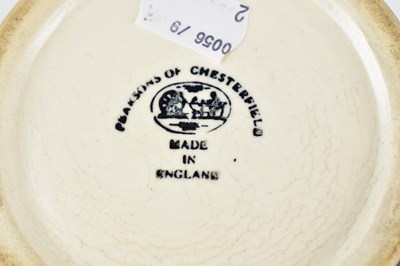 0056 /9
2
PEARSONS OF CHESTERFIELD
MADE
IN
ENGLAND